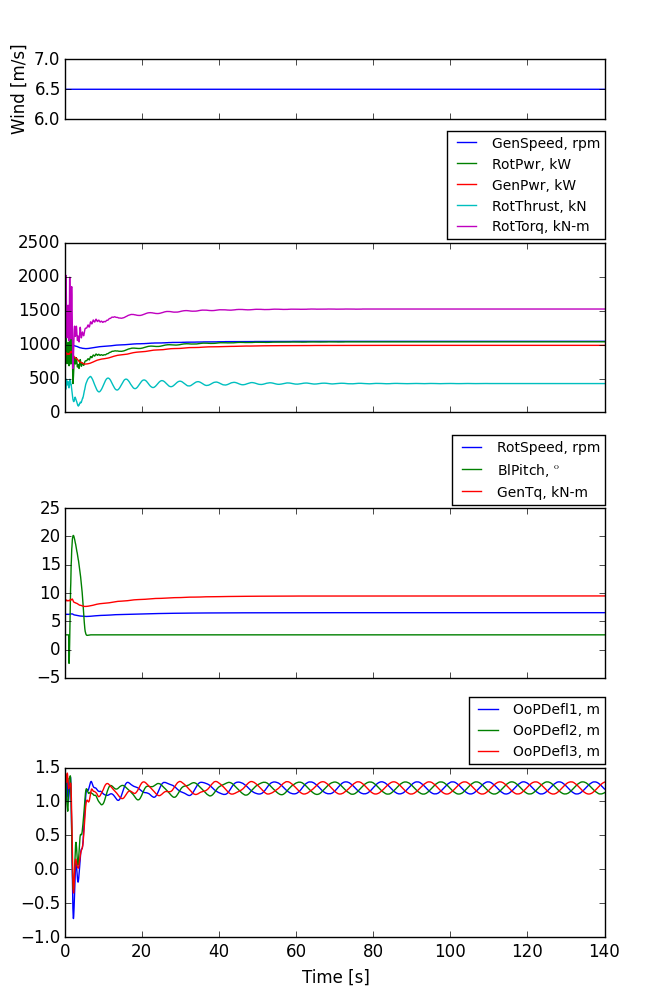 Wind [m/s]
7.0
6.5
6.0
GenSpeed, rpm
RotPwr, kW
GenPwr, kW
RotThrust, kN
RotTorq, kN-m
2500
2000
1500
1000
500
0
RotSpeed, rpm
BlPitch, °
GenTq, kN-m
25
20
15
10
5
0
−5
OoPDefl1, m
OoPDefl2, m
OoPDefl3, m
1.5
1.0
0.5
0.0
−0.5
−1.0
0 20 40 60 80 100 120 140
Time [s]